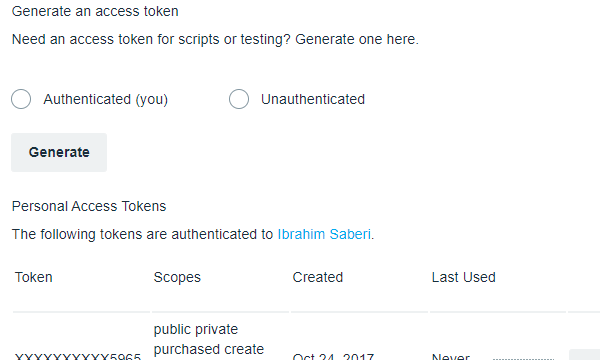 Generate an access token
Need an access token for scripts or testing? Generate one here.
Authenticated (you) Unauthenticated
Generate
Personal Access Tokens
The following tokens are authenticated to Ibrahim Saberi.
Token Scopes Created Last Used
public private
purchased create
XXXXXXXXXX5965 Oct 24, 2017 Never